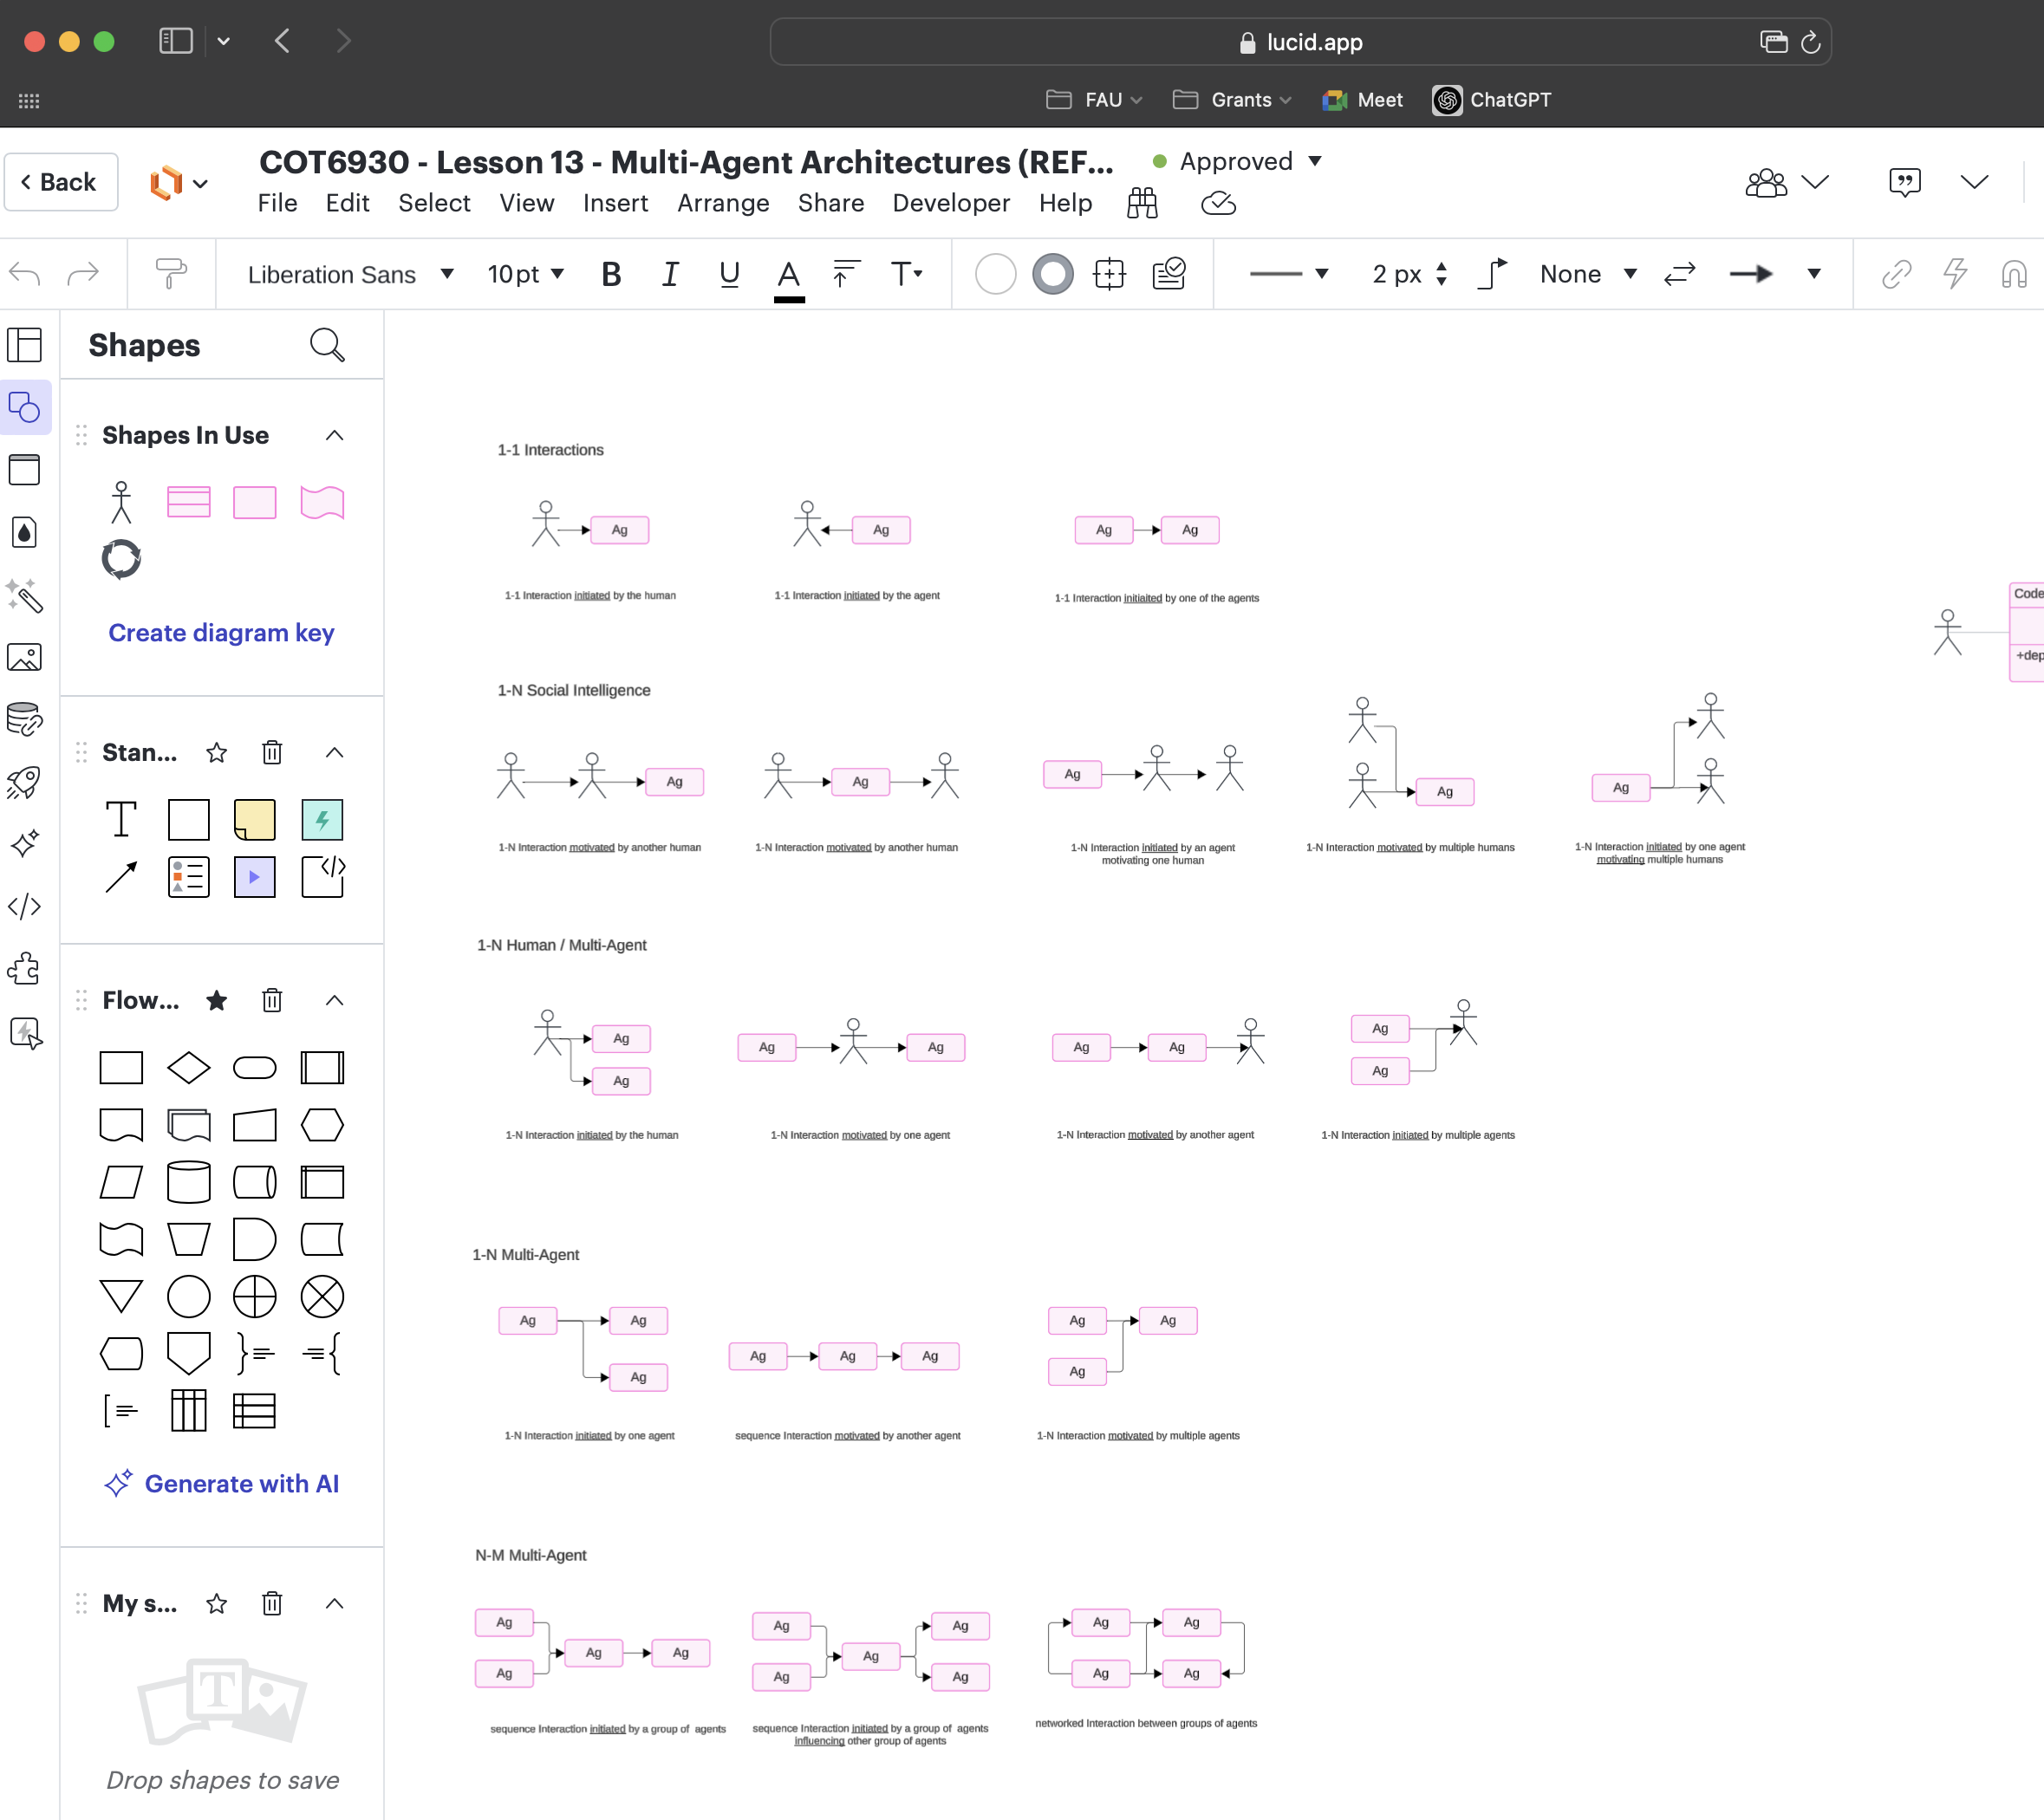 lucid.app
FAU
Grants
Meet
ChatGPT
Back
COT6930 - Lesson 13 - Multi-Agent Architectures (REF...
Approved
File Edit Select View Insert Arrange Share Developer Help
Liberation Sans
10 pt
B I U A T
2 px
None
Shapes
Shapes In Use
Create diagram key
Stan...
T
Flow...
Generate with AI
My s...
T
Drop shapes to save
1-1 Interactions
Ag
Ag
Ag Ag
1-1 Interaction initiated by the human
1-1 Interaction initiated by the agent
1-1 Interaction initiaited by one of the agents
Code
+dep
1-N Social Intelligence
Ag
Ag
Ag
Ag
Ag
1-N Interaction motivated by another human
1-N Interaction motivated by another human
1-N Interaction initiated by an agent
motivating one human
1-N Interaction motivated by multiple humans
1-N Interaction initiated by one agent
motivating multiple humans
1-N Human / Multi-Agent
Ag
Ag
Ag Ag
Ag Ag
Ag
Ag
1-N Interaction initiated by the human
1-N Interaction motivated by one agent
1-N Interaction motivated by another agent
1-N Interaction initiated by multiple agents
1-N Multi-Agent
Ag Ag
Ag
Ag Ag Ag
Ag Ag
Ag
1-N Interaction initiated by one agent
sequence Interaction motivated by another agent
1-N Interaction motivated by multiple agents
N-M Multi-Agent
Ag
Ag Ag
Ag
Ag Ag
Ag
Ag Ag
Ag Ag
Ag Ag
sequence Interaction initiated by a group of agents
sequence Interaction initiated by a group of agents
influencing other group of agents
networked Interaction between groups of agents